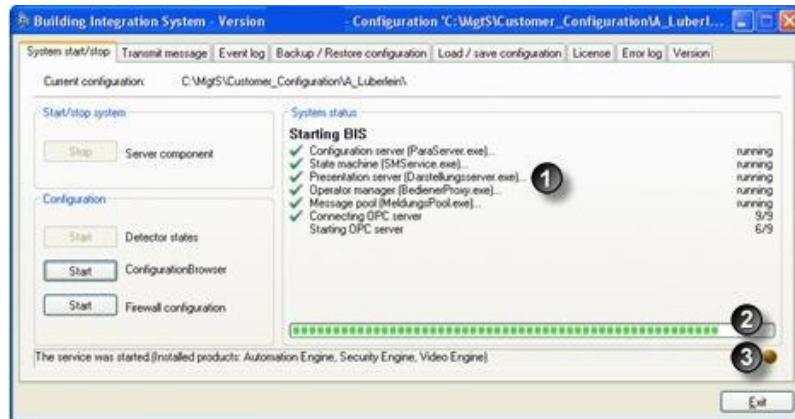 Building Integration System - Version - Configuration 'C:\MgtS\Customer_Configuration\A_Luberl...
System start/stop Transmit message Event log Backup / Restore configuration Load / save configuration License Error log Version
Current configuration: C:\MgtS\Customer_Configuration\A_Luberlein\
Start/stop system
Stop Server component
Configuration
Start Detector states
Start ConfigurationBrowser
Start Firewall configuration
System status
Starting BIS
Configuration server (ParaServer.exe)... running
State machine (SMService.exe)... running
Presentation server (Darstellungsserver.exe)... running
1
Operator manager (BedienerProxy.exe)... running
Message pool (MeldungsPool.exe)... running
Connecting OPC server 9/9
Starting OPC server 6/9
2
The service was started.(Installed products: Automation Engine, Security Engine, Video Engine)
3
Exit